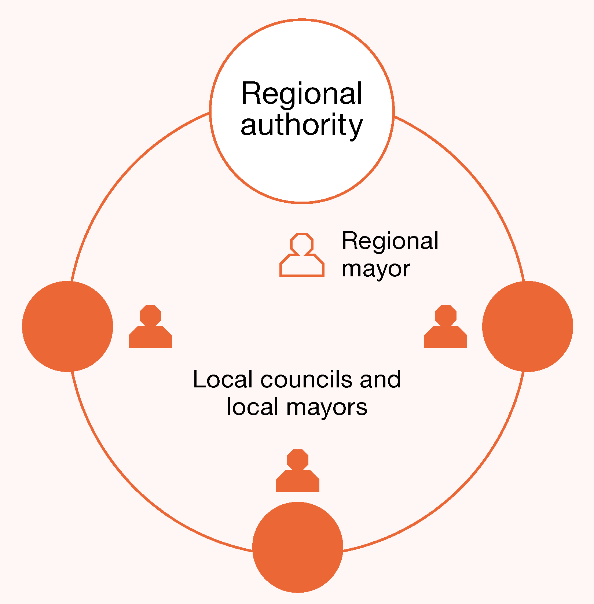 Regional
authority
Regional
mayor
Local councils and
local mayors